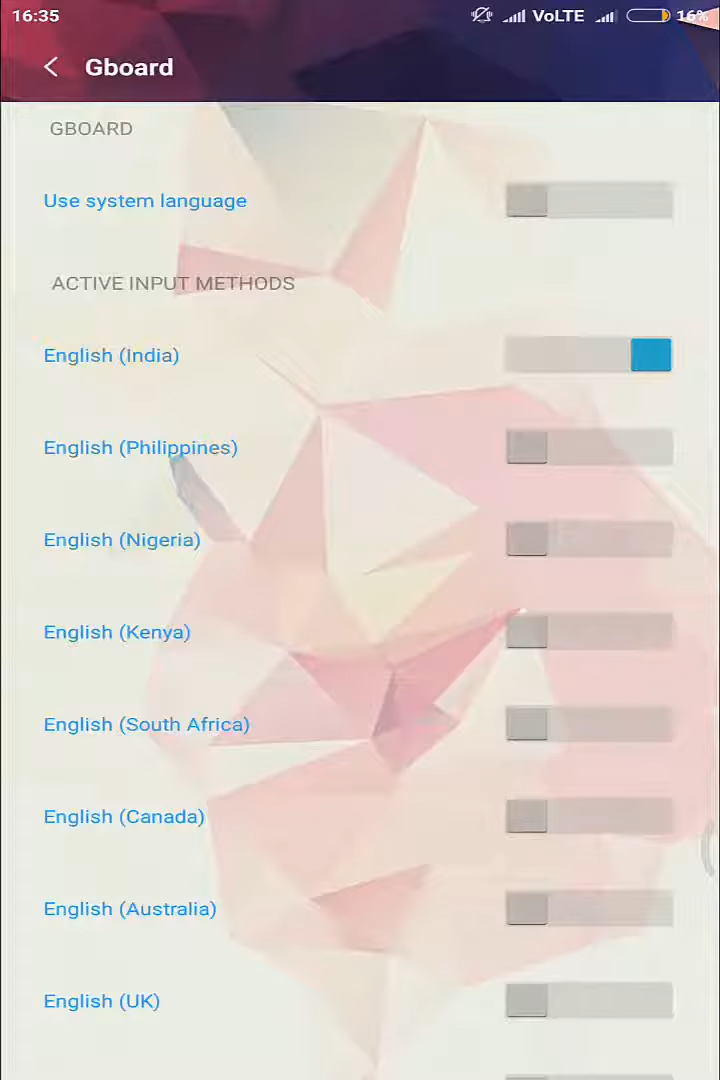 16:35 VoLTE 16%
Gboard
GBOARD
Use system language
ACTIVE INPUT METHODS
English (India)
English (Philippines)
English (Nigeria)
English (Kenya)
English (South Africa)
English (Canada)
English (Australia)
English (UK)